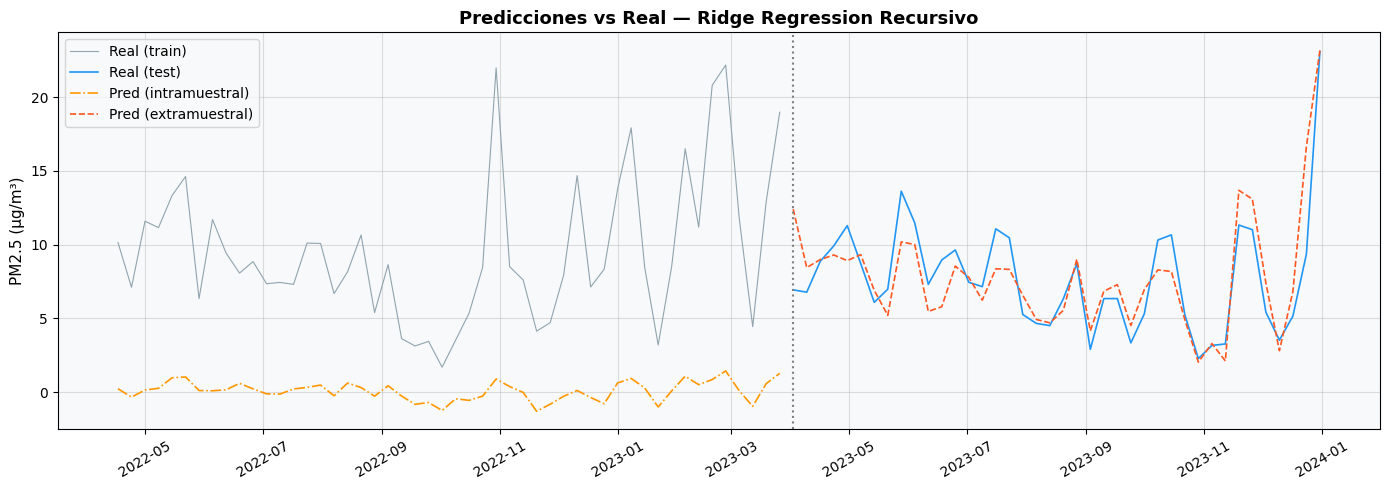 Predicciones vs Real — Ridge Regression Recursivo
Real (train)
Real (test)
Pred (intramuestral)
Pred (extramuestral)
PM2.5 (µg/m³)
20
15
10
5
0
2022-05
2022-07
2022-09
2022-11
2023-01
2023-03
2023-05
2023-07
2023-09
2023-11
2024-01